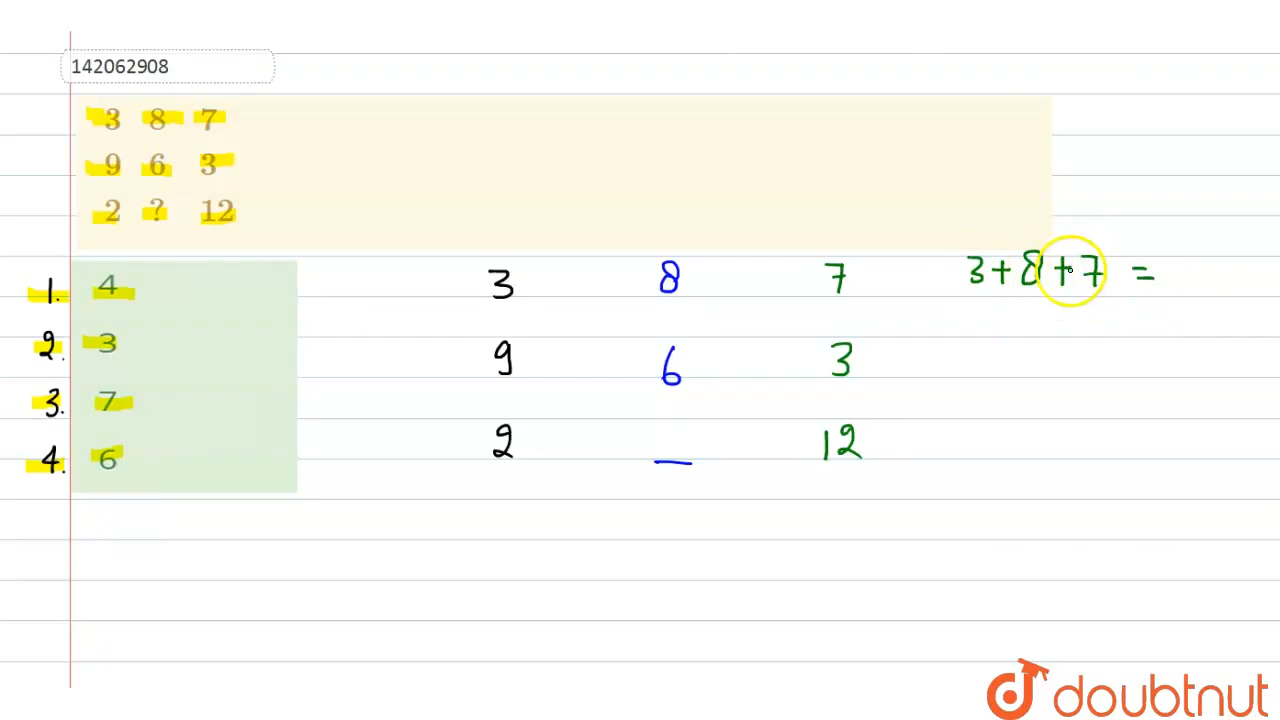 142062908
3 8 7
9 6 3
2 ? 12
1. 4
2. 3
3. 7
4. 6
3 8 7 3 + 8 + 7 =
9 6 3
2 _ 12
doubtnut